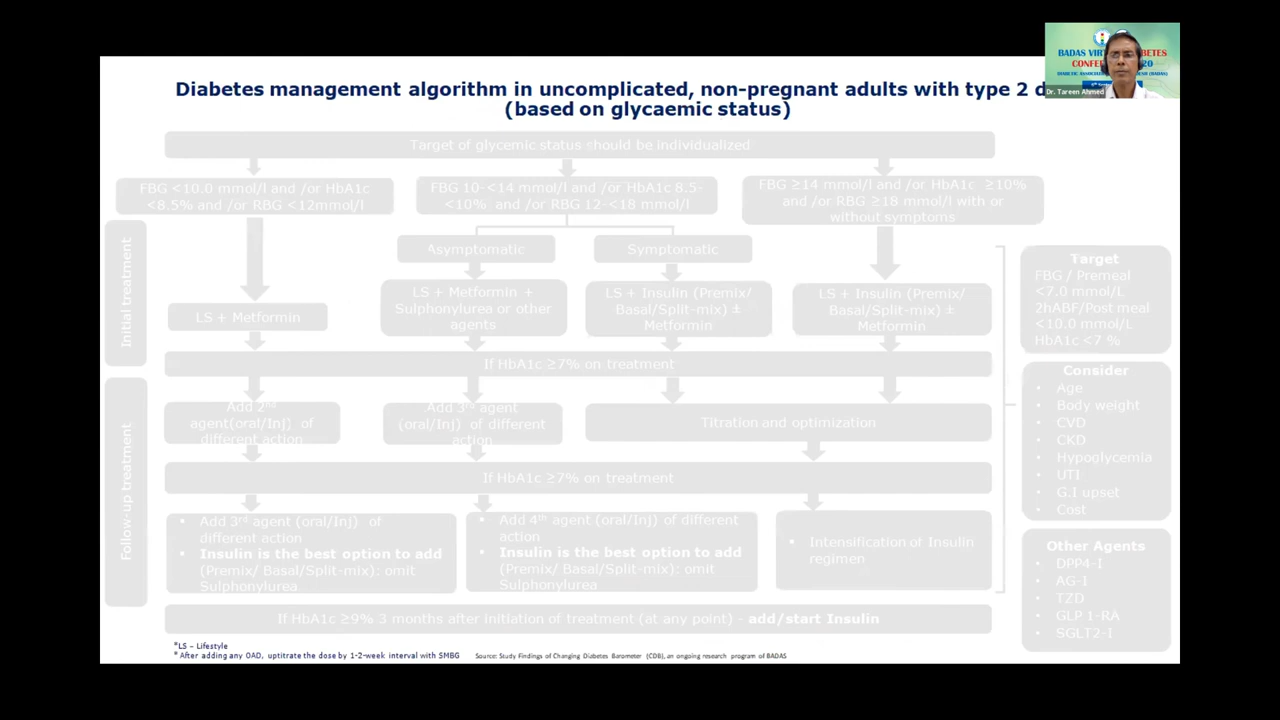 BADAS VIR
ETES
CONFE
20
Dr. Tareen Ahmed
Diabetes management algorithm in uncomplicated, non-pregnant adults with type 2 d
(based on glycaemic status)
Target of glycemic status should be individualized
FBG <10.0 mmol/l and /or HbA1c
<8.5% and /or RBG <12mmol/l
FBG 10-<14 mmol/l and /or HbA1c 8.5-
<10% and /or RBG 12-<18 mmol/l
FBG ≥14 mmol/l and /or HbA1c ≥10%
and /or RBG ≥18 mmol/l with or
without symptoms
Initial treatment
Asymptomatic
Symptomatic
LS + Metformin
LS + Metformin +
Sulphonylurea or other
agents
LS + Insulin (Premix/
Basal/Split-mix) ±
Metformin
LS + Insulin (Premix/
Basal/Split-mix) ±
Metformin
If HbA1c ≥7% on treatment
Follow-up treatment
Add 2nd
agent(oral/Inj) of
different action
Add 3rd agent
(oral/Inj) of different
action
Titration and optimization
If HbA1c ≥7% on treatment
• Add 3rd agent (oral/Inj) of
different action
• Insulin is the best option to add
(Premix/ Basal/Split-mix): omit
Sulphonylurea
• Add 4th agent (oral/Inj) of different
action
• Insulin is the best option to add
(Premix/ Basal/Split-mix): omit
Sulphonylurea
• Intensification of Insulin
regimen
If HbA1c ≥9% 3 months after initiation of treatment (at any point) - add/start Insulin
Target
FBG / Premeal
<7.0 mmol/L
2hABF/Post meal
<10.0 mmol/L
HbA1c <7 %
Consider
• Age
• Body weight
• CVD
• CKD
• Hypoglycemia
• UTI
• G.I upset
• Cost
Other Agents
• DPP4-I
• AG-I
• TZD
• GLP 1-RA
• SGLT2-I
*LS – Lifestyle
* After adding any OAD, uptitrate the dose by 1-2-week interval with SMBG
Source: Study Findings of Changing Diabetes Barometer (CDB), an ongoing research program of BADAS